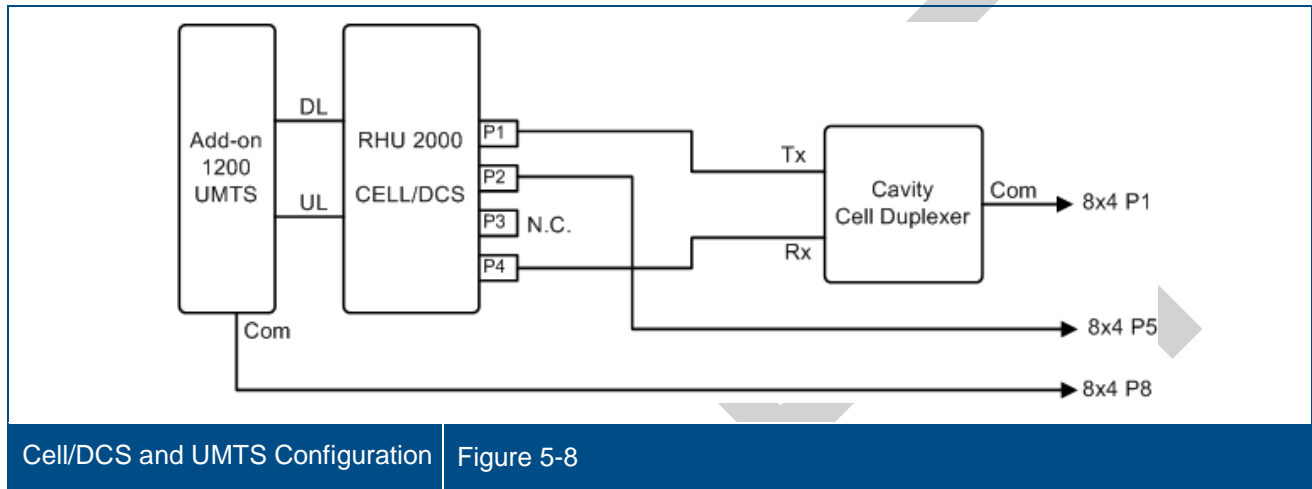 Add-on
1200
UMTS
DL
UL
RHU 2000
CELL/DCS
P1
P2
P3
N.C.
P4
Tx
Rx
Cavity
Cell Duplexer
Com
8x4 P1
8x4 P5
Com
8x4 P8
Cell/DCS and UMTS Configuration
Figure 5-8